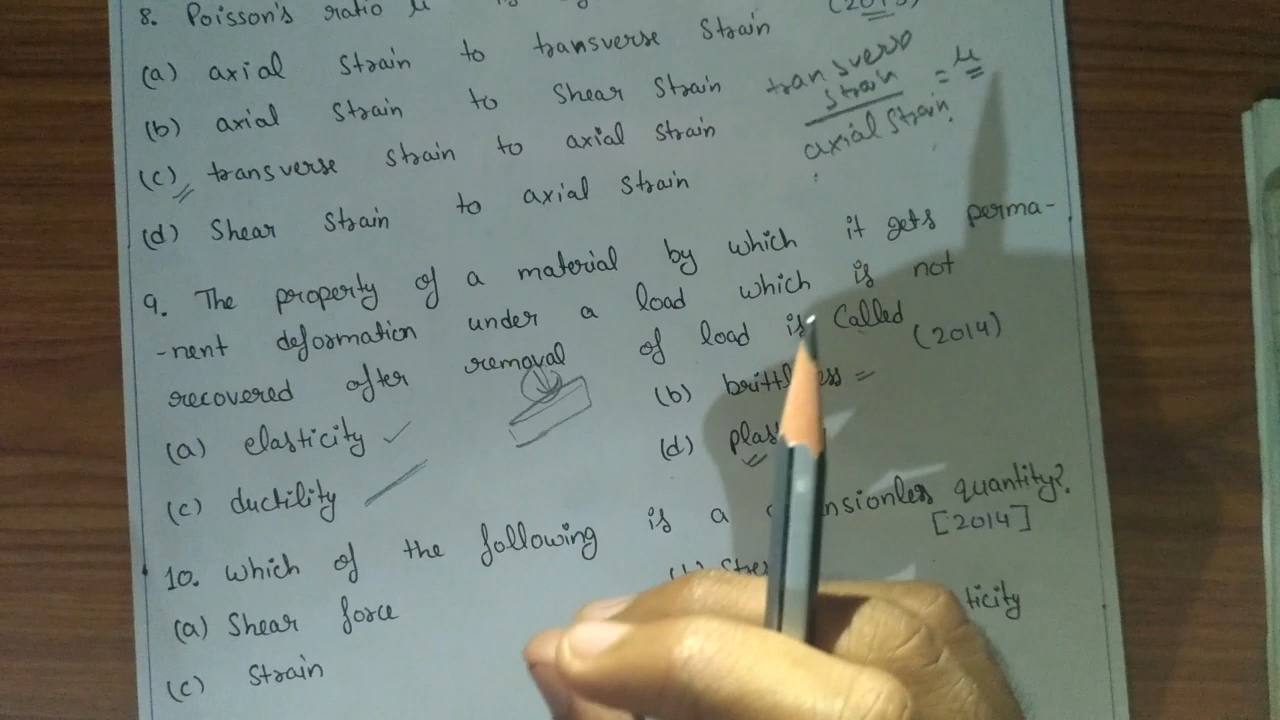 8. Poisson's ratio μ is
(a) axial strain to transverse strain
(b) axial strain to shear strain
(c) transverse strain to axial strain
(d) shear strain to axial strain
transverse strain / axial strain = μ
9. The property of a material by which it gets perma-
-nent deformation under a load which is not
recovered after removal of load is called
(2014)
(a) elasticity (b) brittleness
(c) ductility (d)
10. Which of the following is a quantity?
[2014]
(a) Shear force
(c) Strain